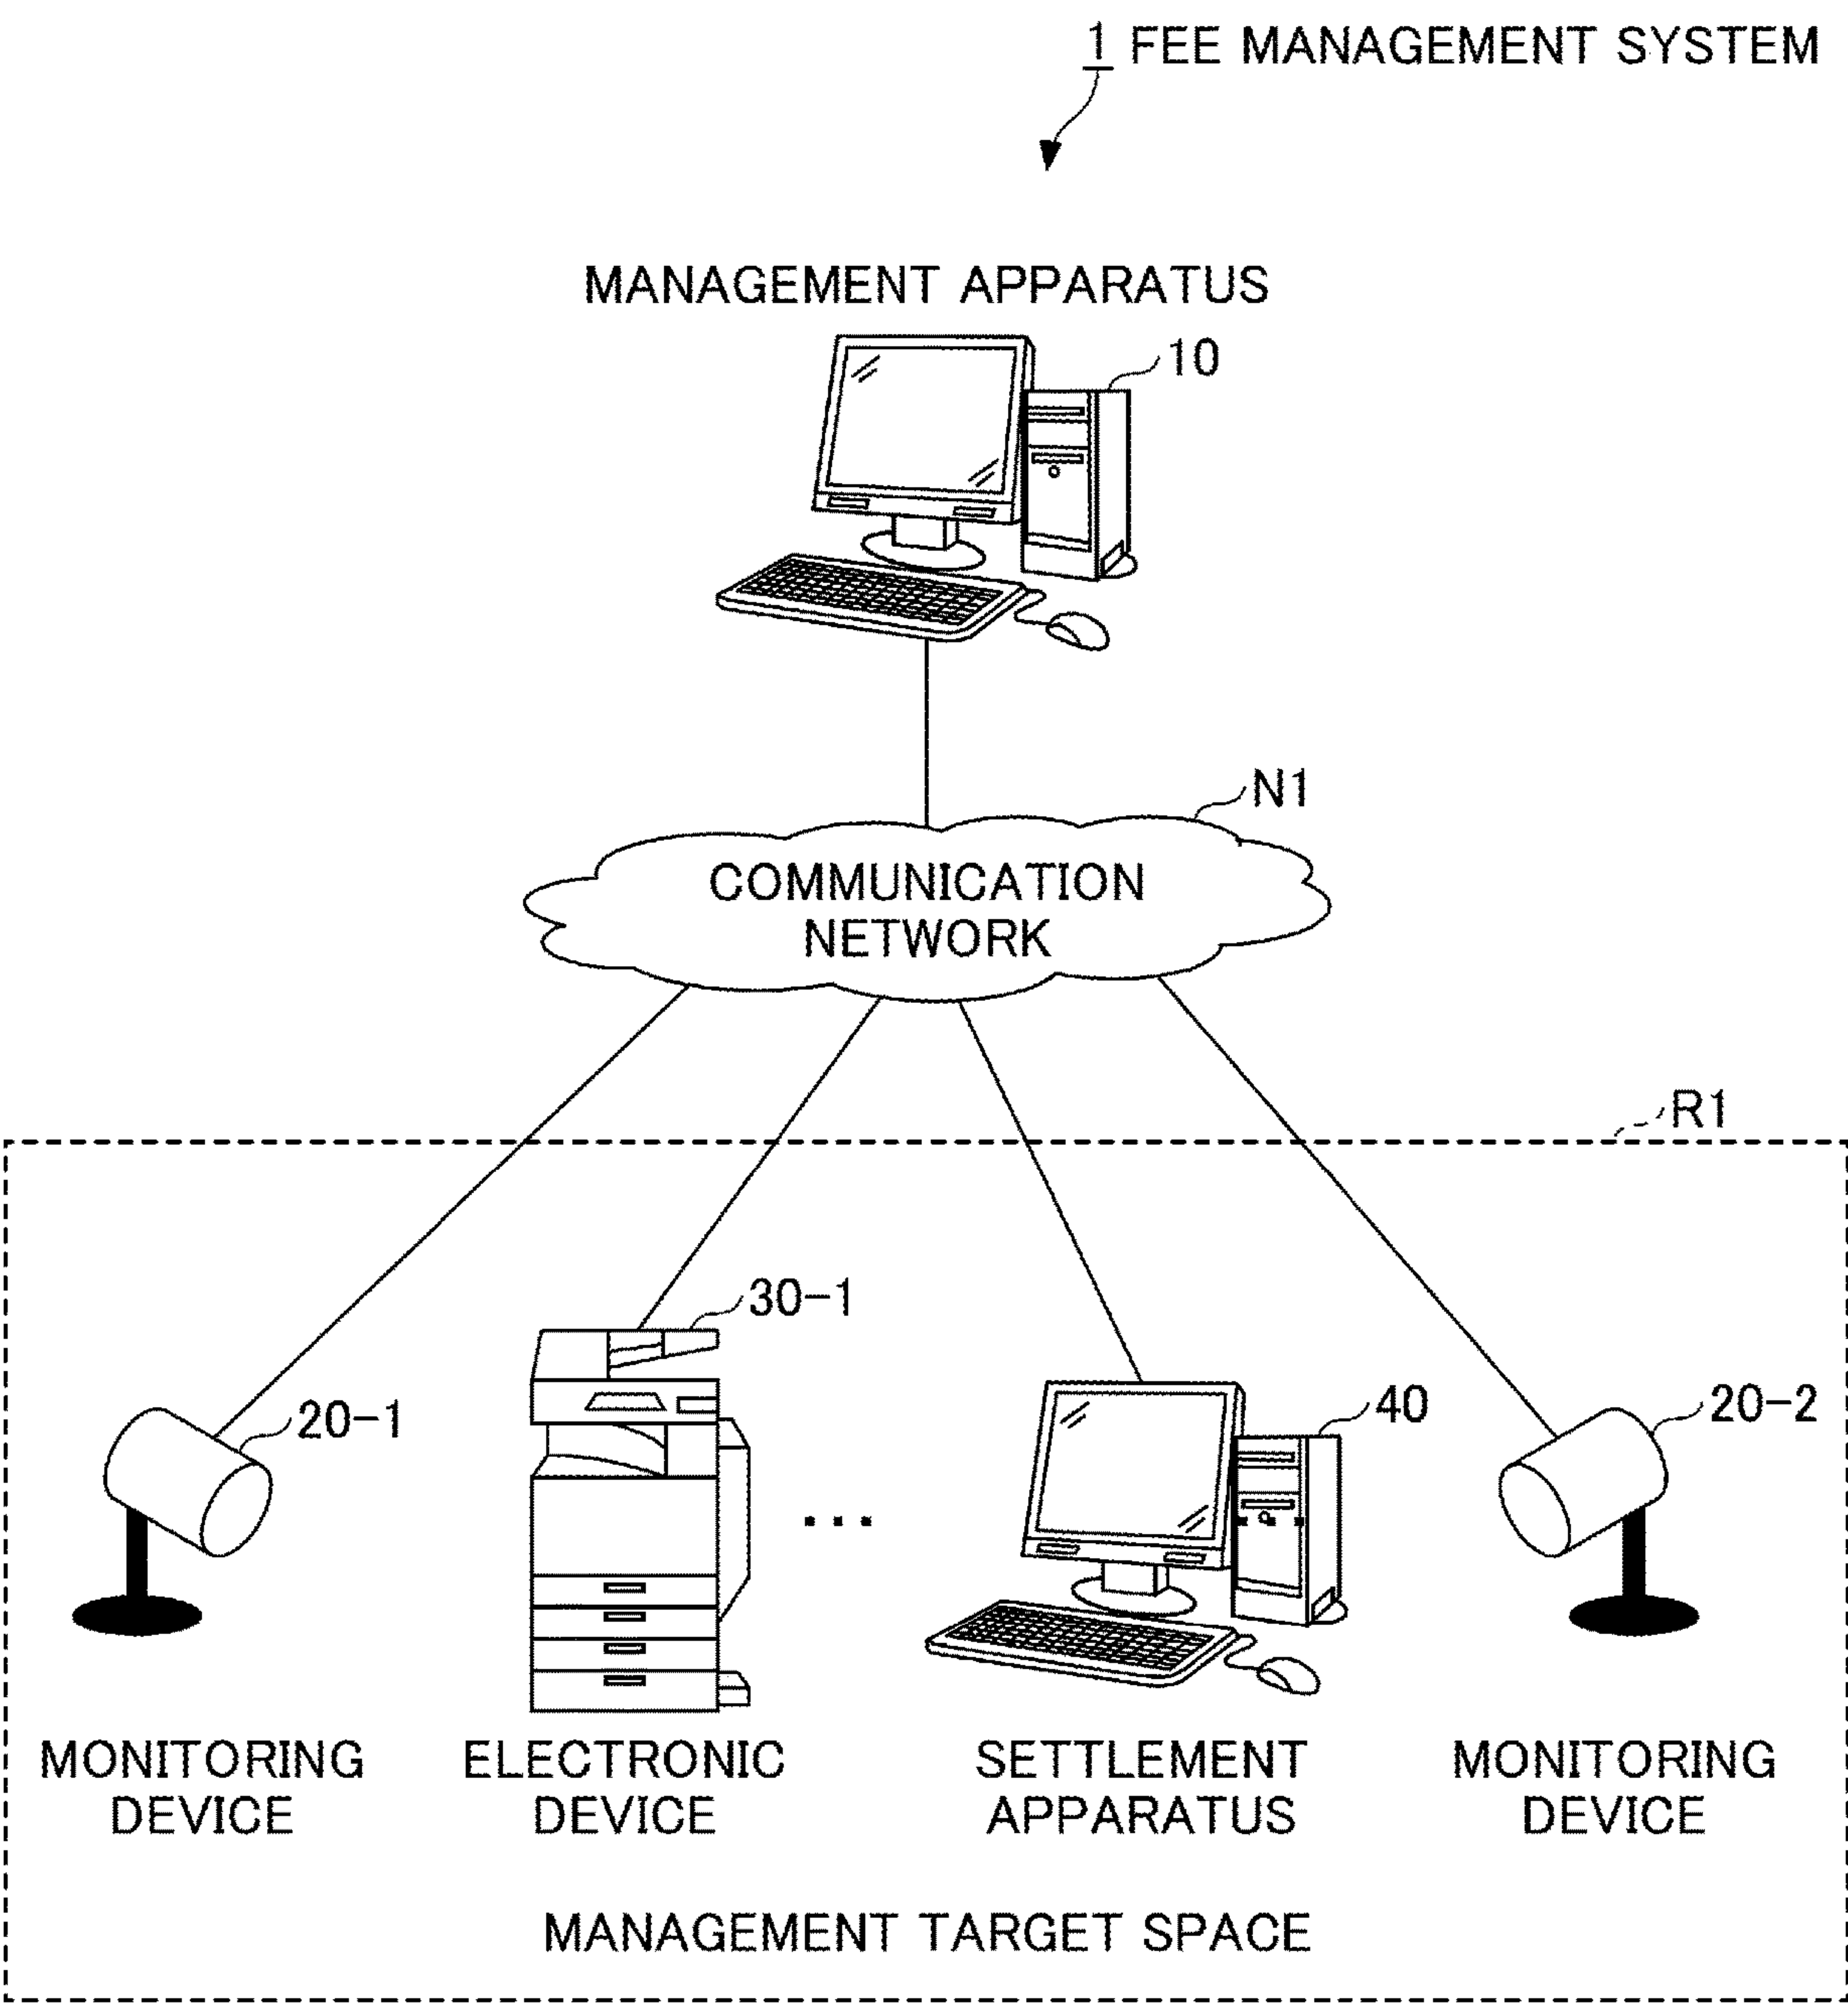 1 FEE MANAGEMENT SYSTEM
MANAGEMENT APPARATUS
10
N1
COMMUNICATION
NETWORK
R1
30-1
20-1
40
20-2
MONITORING
DEVICE
ELECTRONIC
DEVICE
SETTLEMENT
APPARATUS
MONITORING
DEVICE
MANAGEMENT TARGET SPACE